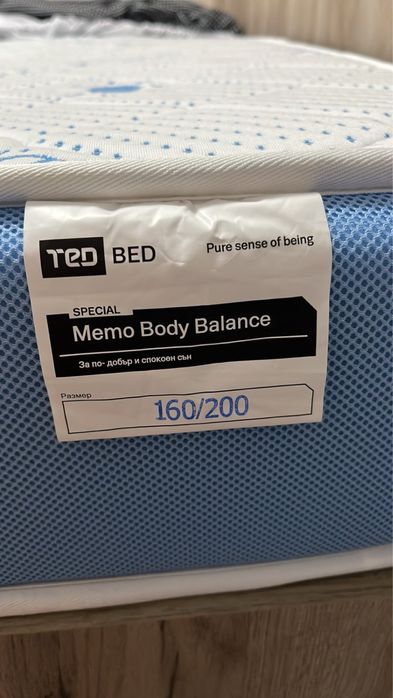 TED BED
Pure sense of being
SPECIAL
Memo Body Balance
За по- добър и спокоен сън
Размер
160/200